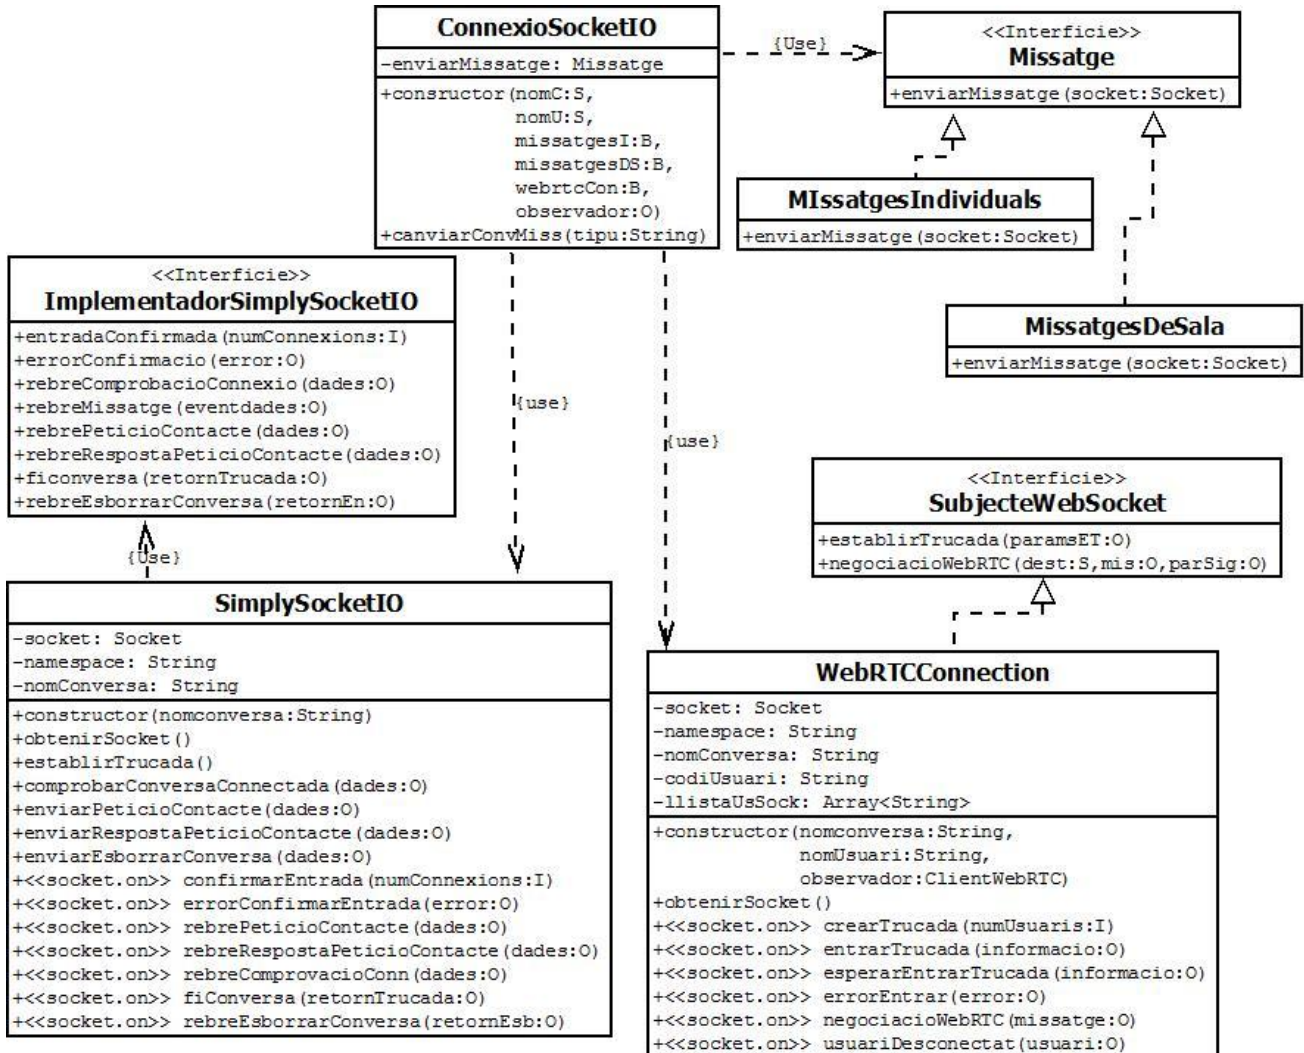 ConnexioSocketIO
-enviarMissatge: Missatge
+consructor(nomC:S,
nomU:S,
missatgesI:B,
missatgesDS:B,
webrtcCon:B,
observador:O)
+canviarConvMiss(tipu:String)
{Use}
<<Interficie>>
Missatge
+enviarMissatge(socket:Socket)
MIssatgesIndividuals
+enviarMissatge(socket:Socket)
MissatgesDeSala
+enviarMissatge(socket:Socket)
<<Interficie>>
ImplementadorSimplySocketIO
+entradaConfirmada(numConnexions:I)
+errorConfirmacio(error:O)
+rebreComprobacioConnexio(dades:O)
+rebreMissatge(eventdades:O)
+rebrePeticioContacte(dades:O)
+rebreRespostaPeticioContacte(dades:O)
+ficonversa(retornTrucada:O)
+rebreEsborrarConversa(retornEn:O)
{use}
{use}
{Use}
<<Interficie>>
SubjecteWebSocket
+establirTrucada(paramsET:O)
+negociacioWebRTC(dest:S,mis:O,parSig:O)
SimplySocketIO
-socket: Socket
-namespace: String
-nomConversa: String
+constructor(nomconversa:String)
+obtenirSocket()
+establirTrucada()
+comprobarConversaConnectada(dades:O)
+enviarPeticioContacte(dades:O)
+enviarRespostaPeticioContacte(dades:O)
+enviarEsborrarConversa(dades:O)
+<<socket.on>> confirmarEntrada(numConnexions:I)
+<<socket.on>> errorConfirmarEntrada(error:O)
+<<socket.on>> rebrePeticioContacte(dades:O)
+<<socket.on>> rebreRespostaPeticioContacte(dades:O)
+<<socket.on>> rebreComprovacioConn(dades:O)
+<<socket.on>> fiConversa(retornTrucada:O)
+<<socket.on>> rebreEsborrarConversa(retornEsb:O)
WebRTCConnection
-socket: Socket
-namespace: String
-nomConversa: String
-codiUsuari: String
-llistaUsSock: Array<String>
+constructor(nomconversa:String,
nomUsuari:String,
observador:ClientWebRTC)
+obtenirSocket()
+<<socket.on>> crearTrucada(numUsuaris:I)
+<<socket.on>> entrarTrucada(informacio:O)
+<<socket.on>> esperarEntrarTrucada(informacio:O)
+<<socket.on>> errorEntrar(error:O)
+<<socket.on>> negociacioWebRTC(missatge:O)
+<<socket.on>> usuariDesconectat(usuari:O)